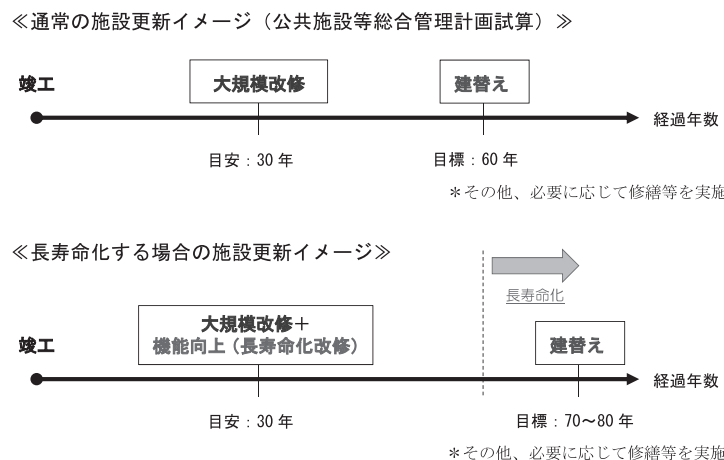 ≪通常の施設更新イメージ（公共施設等総合管理計画試算）≫
竣工
大規模改修
建替え
経過年数
目安：30 年
目標：60 年
＊その他、必要に応じて修繕等を実施
≪長寿命化する場合の施設更新イメージ≫
長寿命化
竣工
大規模改修＋
機能向上（長寿命化改修）
建替え
経過年数
目安：30 年
目標：70～80 年
＊その他、必要に応じて修繕等を実施